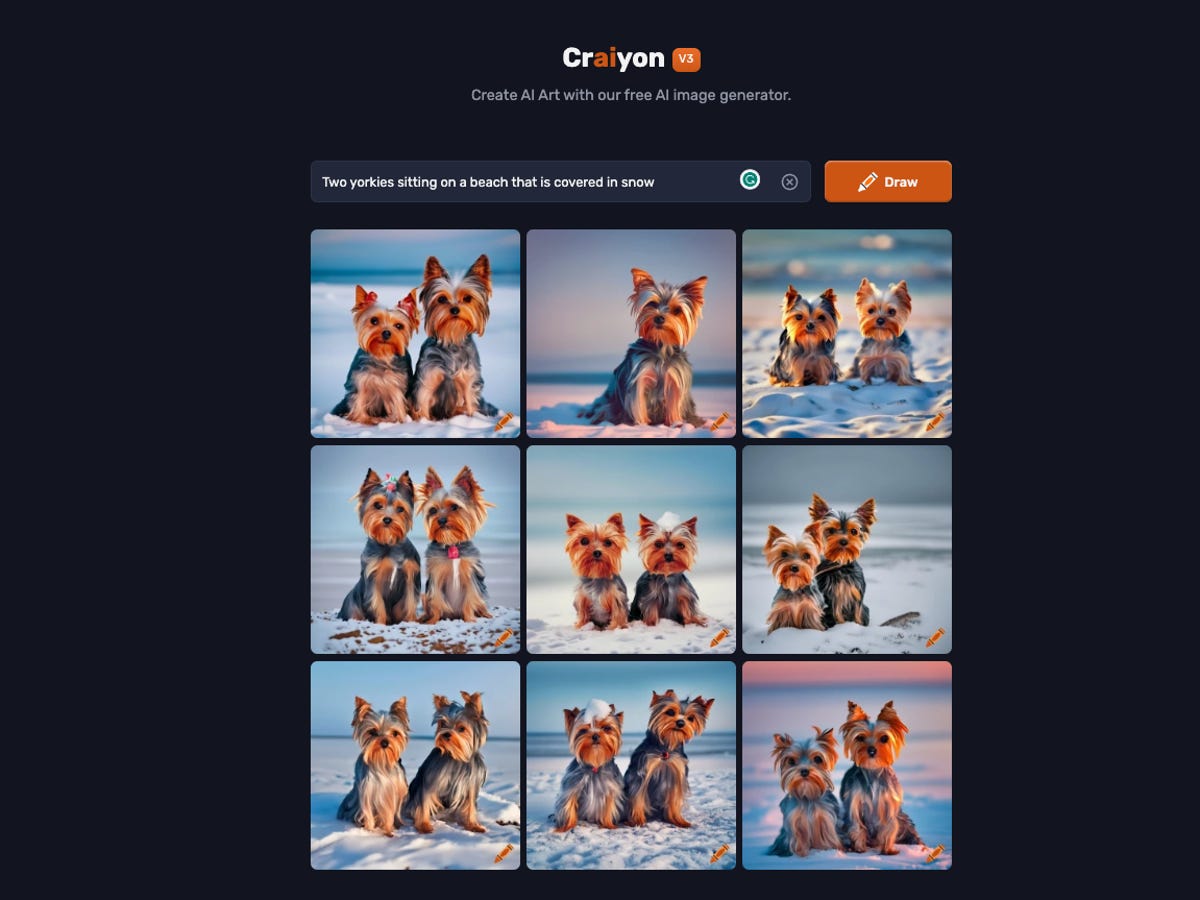 Craiyon V3
Create AI Art with our free AI image generator.
Two yorkies sitting on a beach that is covered in snow
Draw